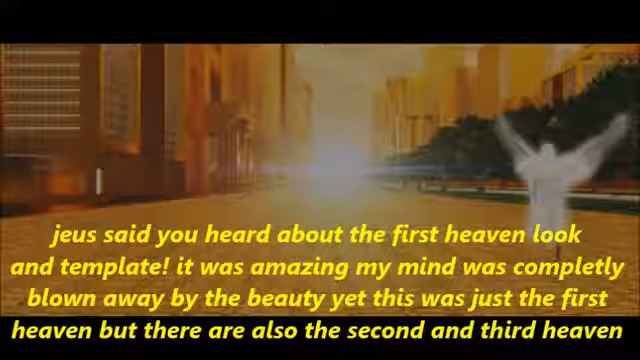 jeus said you heard about the first heaven look
and template! it was amazing my mind was completly
blown away by the beauty yet this was just the first
heaven but there are also the second and third heaven